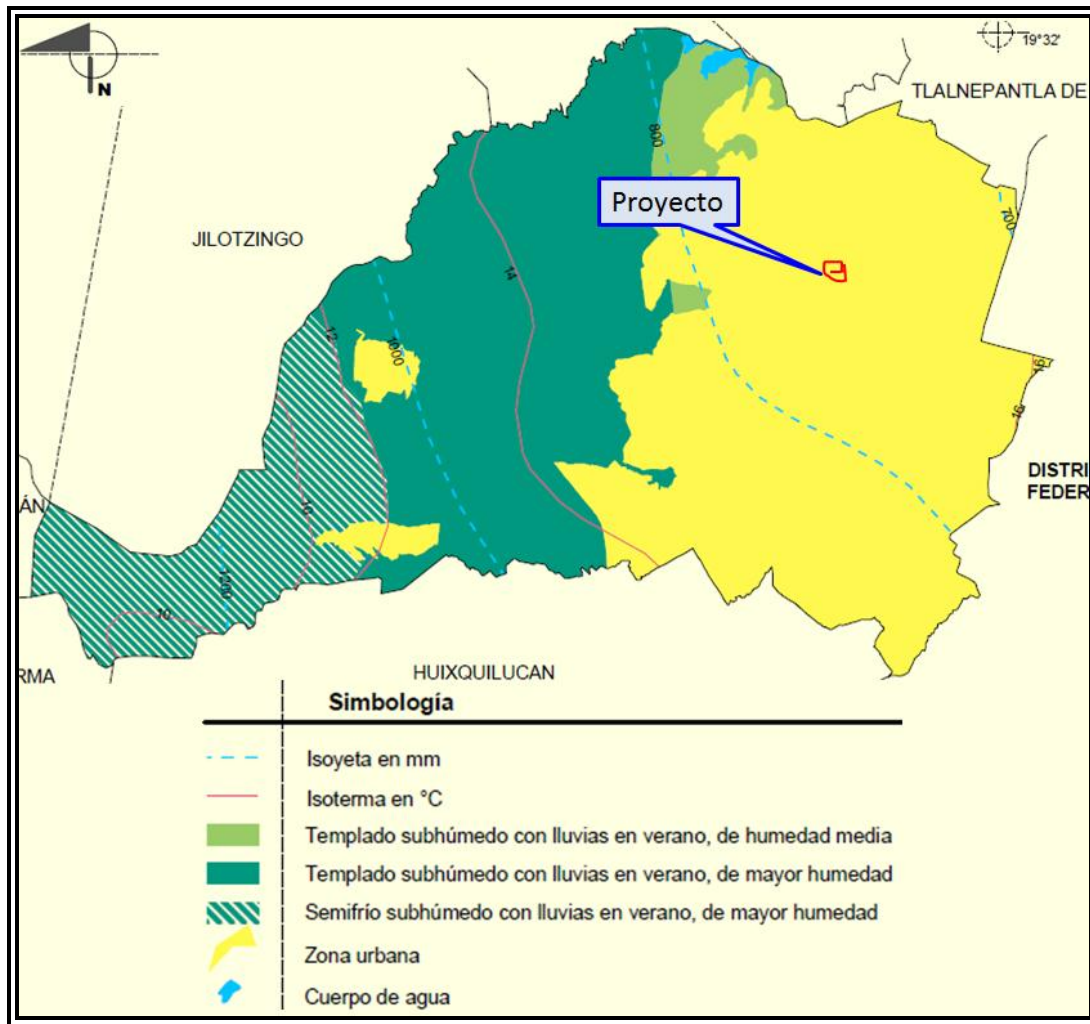 19°32'
N
TLALNEPANTLA DE
800
Proyecto
700
JILOTZINGO
14
12
1000
16
16
DISTRI
FEDER
10
ÁN
1200
10
RMA
HUIXQUILUCAN
Simbología
Isoyeta en mm
Isoterma en °C
Templado subhúmedo con lluvias en verano, de humedad media
Templado subhúmedo con lluvias en verano, de mayor humedad
Semifrío subhúmedo con lluvias en verano, de mayor humedad
Zona urbana
Cuerpo de agua